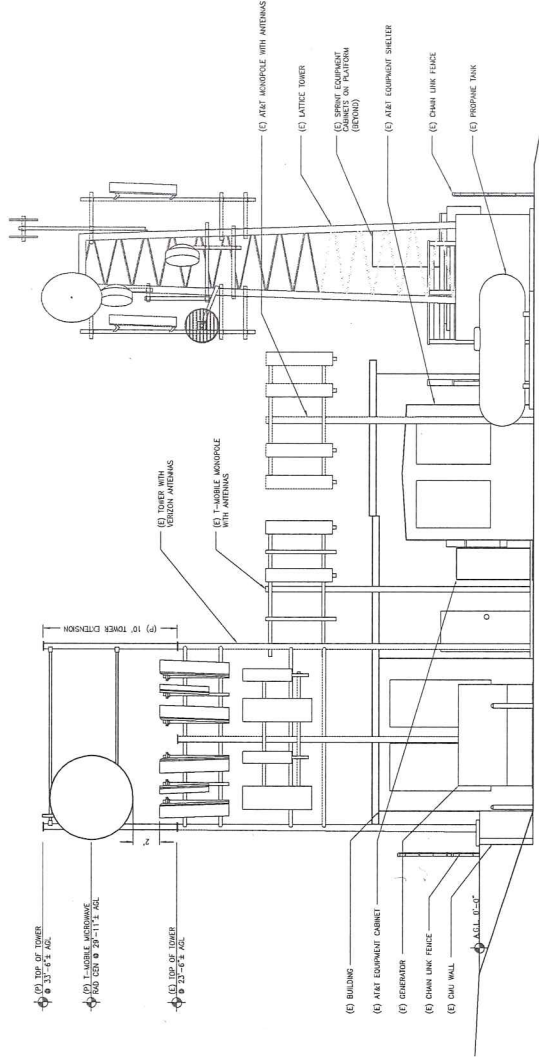 (E) AT&T MONOPOLE WITH ANTENNAS
(E) LATTICE TOWER
(E) SPRINT EQUIPMENT
CABINETS ON PLATFORM
(BEYOND)
(E) AT&T EQUIPMENT SHELTER
(E) CHAIN LINK FENCE
(E) PROPANE TANK
(E) TOWER WITH
VERIZON ANTENNAS
(E) T-MOBILE MONOPOLE
WITH ANTENNAS
(P) 10' TOWER EXTENSION
2'
(P) TOP OF TOWER
@ 33'-6"± AGL
(P) T-MOBILE MICROWAVE
RAD CEN @ 29'-11"± AGL
(E) TOP OF TOWER
@ 23'-6"± AGL
(E) BUILDING
(E) AT&T EQUIPMENT CABINET
(E) GENERATOR
(E) CHAIN LINK FENCE
(E) CMU WALL
A.G.L. 0'-0"